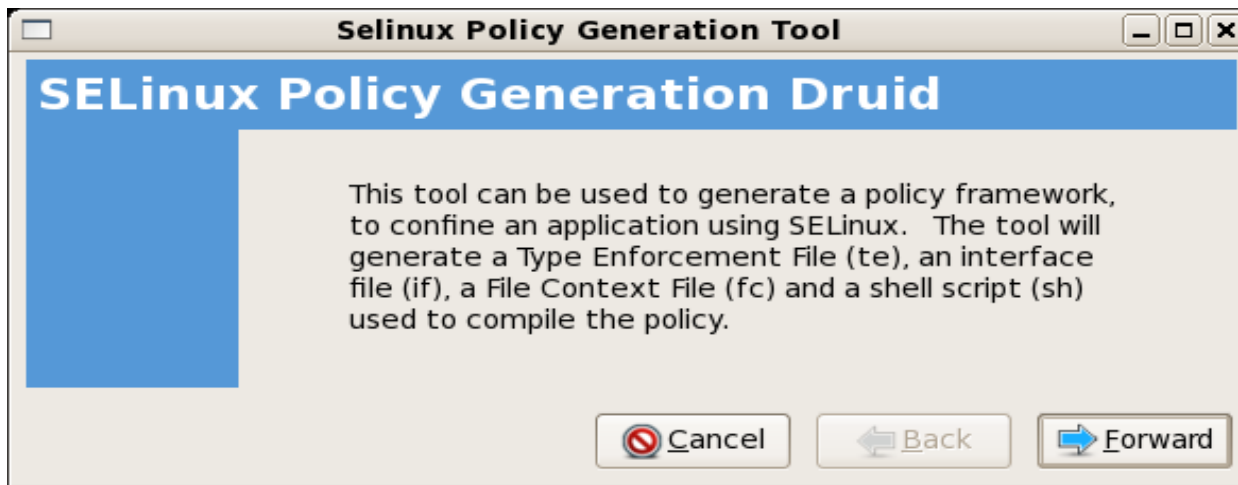 Selinux Policy Generation Tool
SELinux Policy Generation Druid
This tool can be used to generate a policy framework,
to confine an application using SELinux.   The tool will
generate a Type Enforcement File (te), an interface
file (if), a File Context File (fc) and a shell script (sh)
used to compile the policy.
Cancel
Back
Forward